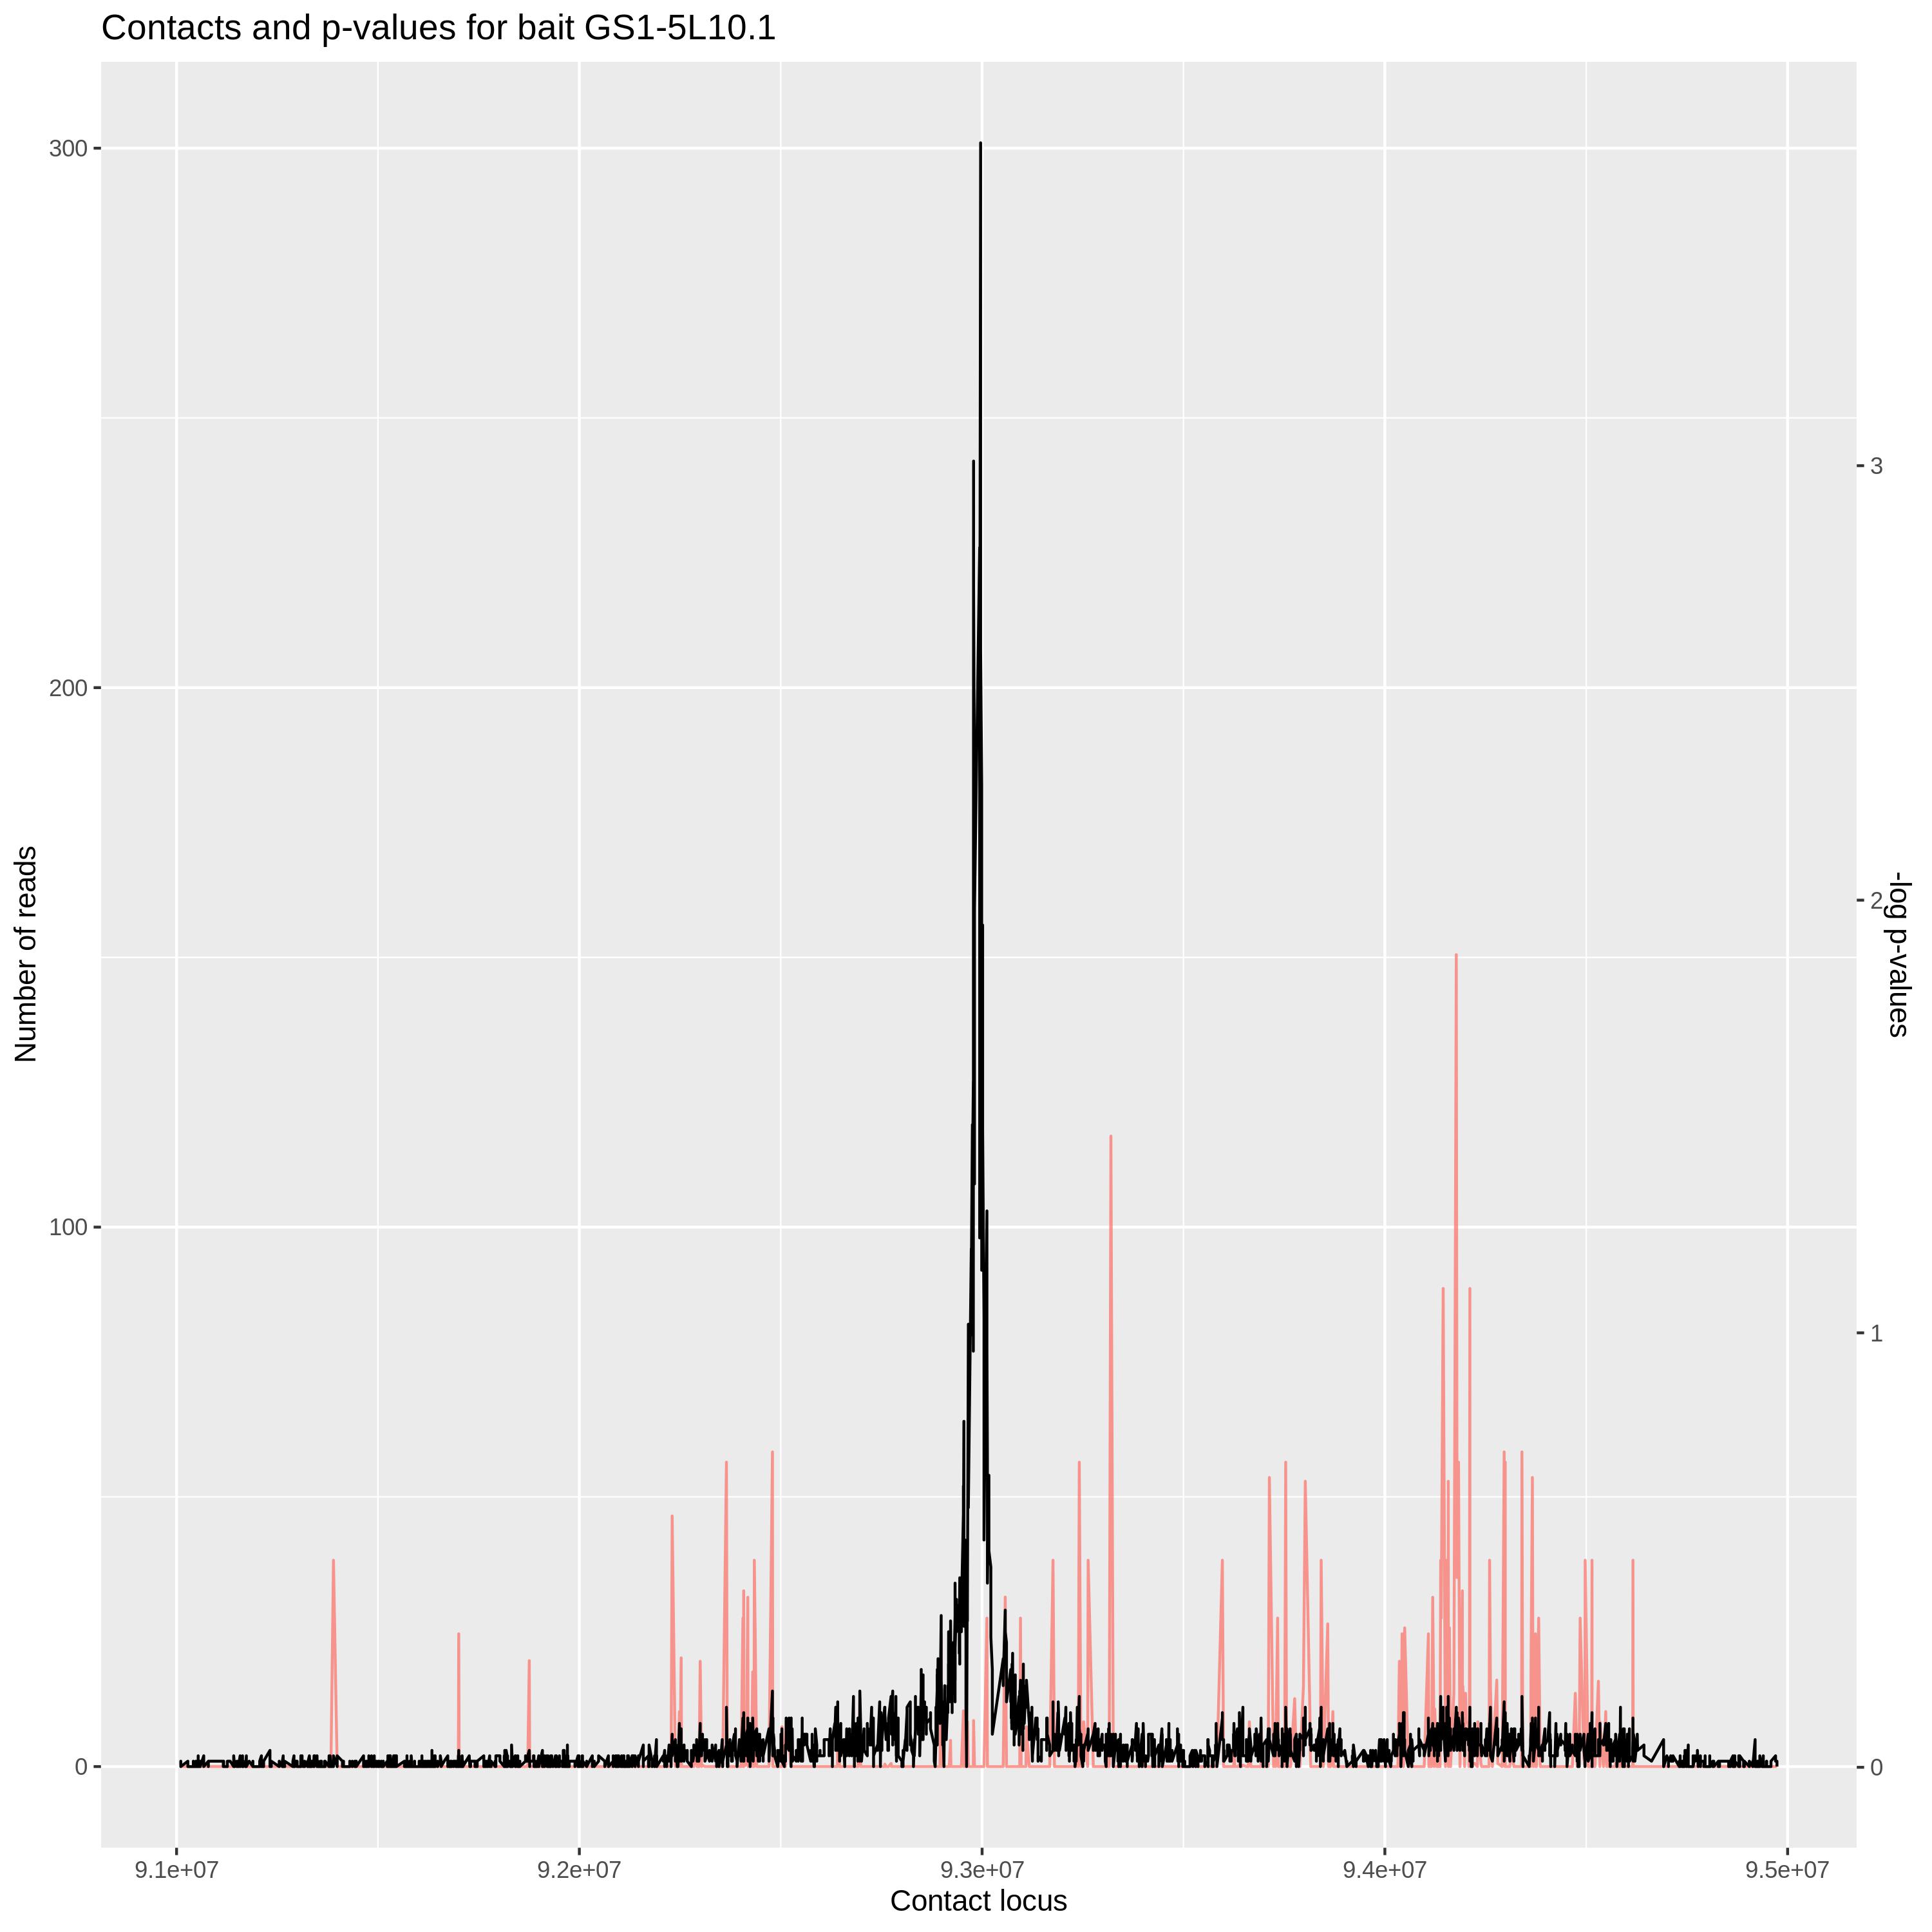 Contacts and p-values for bait GS1-5L10.1
300
200
100
0
Number of reads
3
2
1
0
-log p-values
9.1e+07 9.2e+07 9.3e+07 9.4e+07 9.5e+07
Contact locus